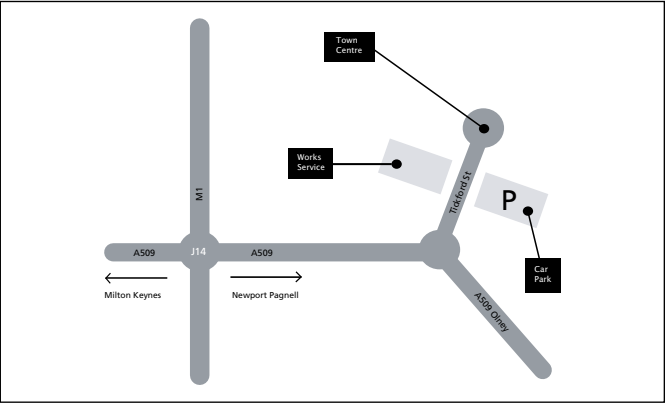 Town
Centre
Works
Service
M1
Tickford St
P
A509
J14
A509
Car
Park
Milton Keynes
Newport Pagnell
A509 Olney